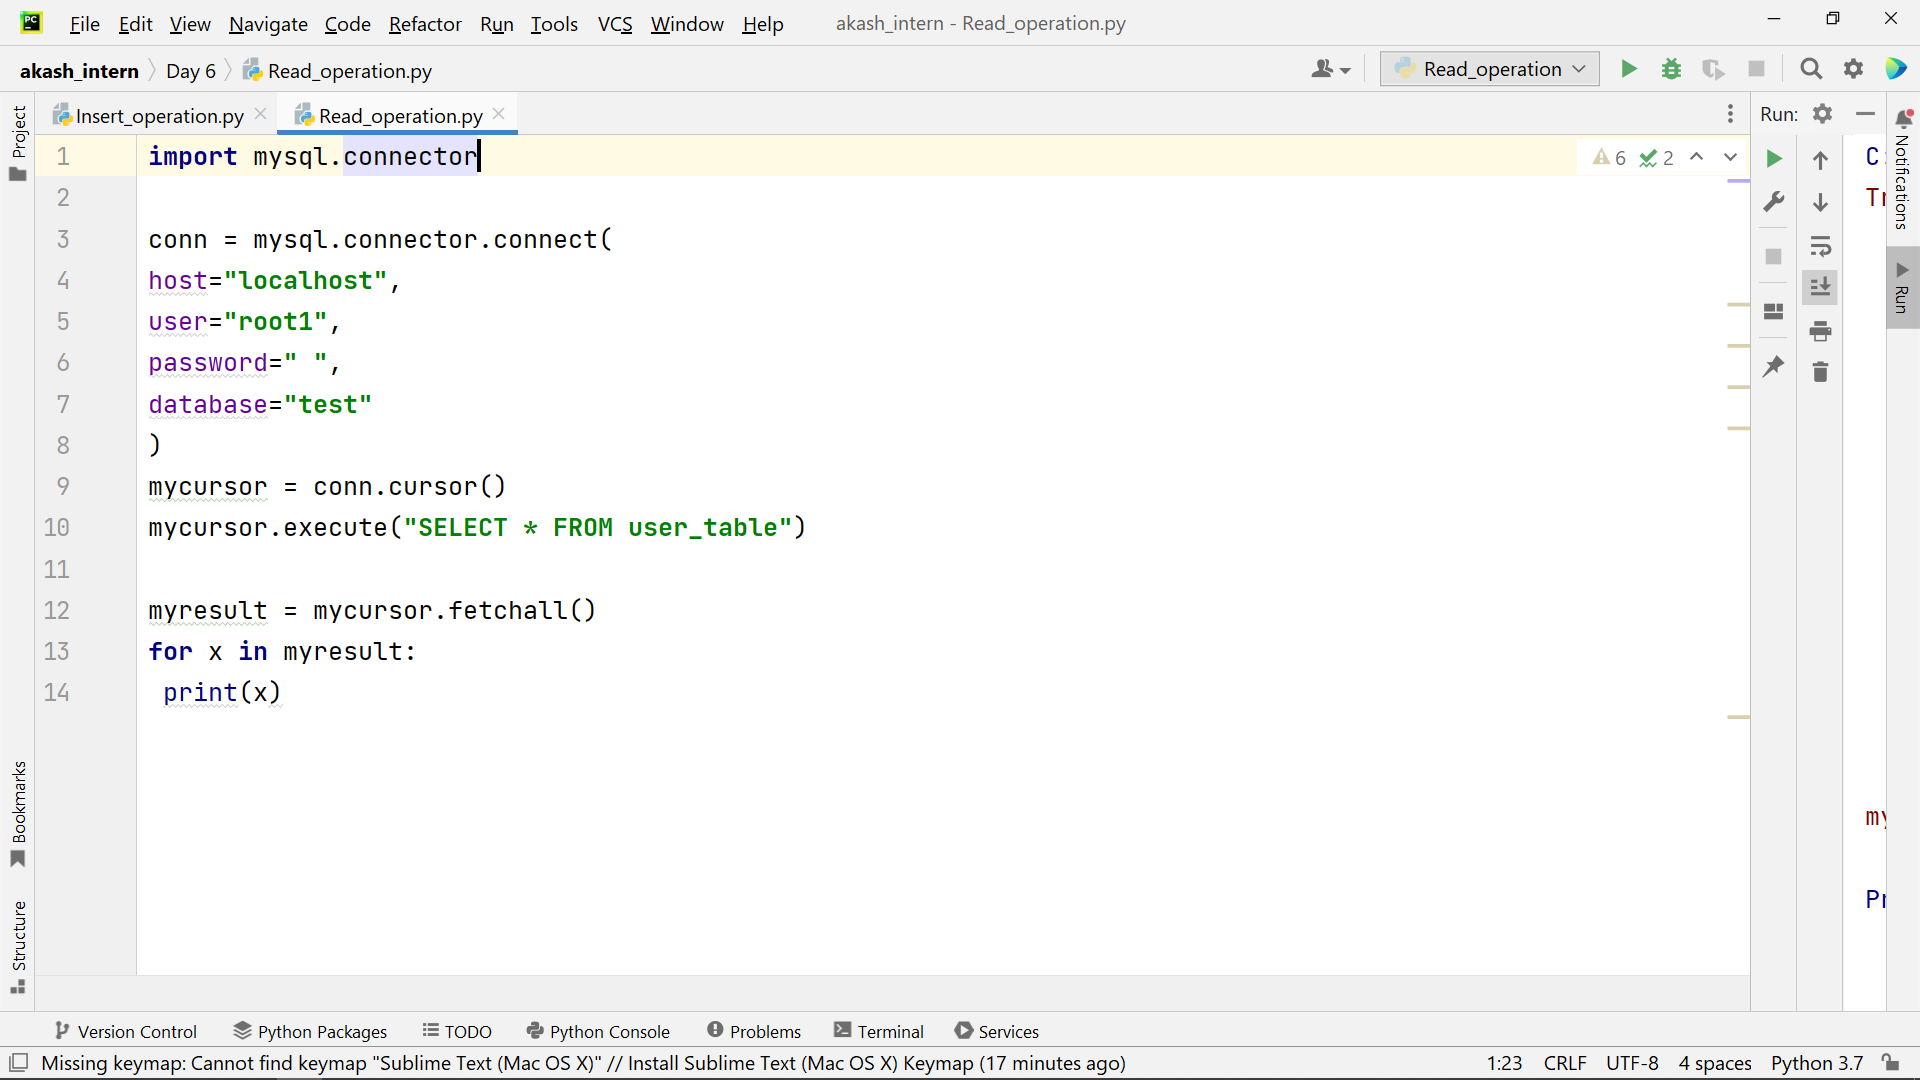 PC
File Edit View Navigate Code Refactor Run Tools VCS Window Help akash_intern - Read_operation.py
akash_intern Day 6 Read_operation.py Read_operation
Project
Insert_operation.py Read_operation.py Run:
Notifications
Run
1 import mysql.connector 6 2
2
3 conn = mysql.connector.connect(
4 host="localhost",
5 user="root1",
6 password=" ",
7 database="test"
8 )
9 mycursor = conn.cursor()
10 mycursor.execute("SELECT * FROM user_table")
11
12 myresult = mycursor.fetchall()
13 for x in myresult:
14 print(x)
C:
Tr
my
Pr
Bookmarks
Structure
Version Control Python Packages TODO Python Console Problems Terminal Services
Missing keymap: Cannot find keymap "Sublime Text (Mac OS X)" // Install Sublime Text (Mac OS X) Keymap (17 minutes ago) 1:23 CRLF UTF-8 4 spaces Python 3.7